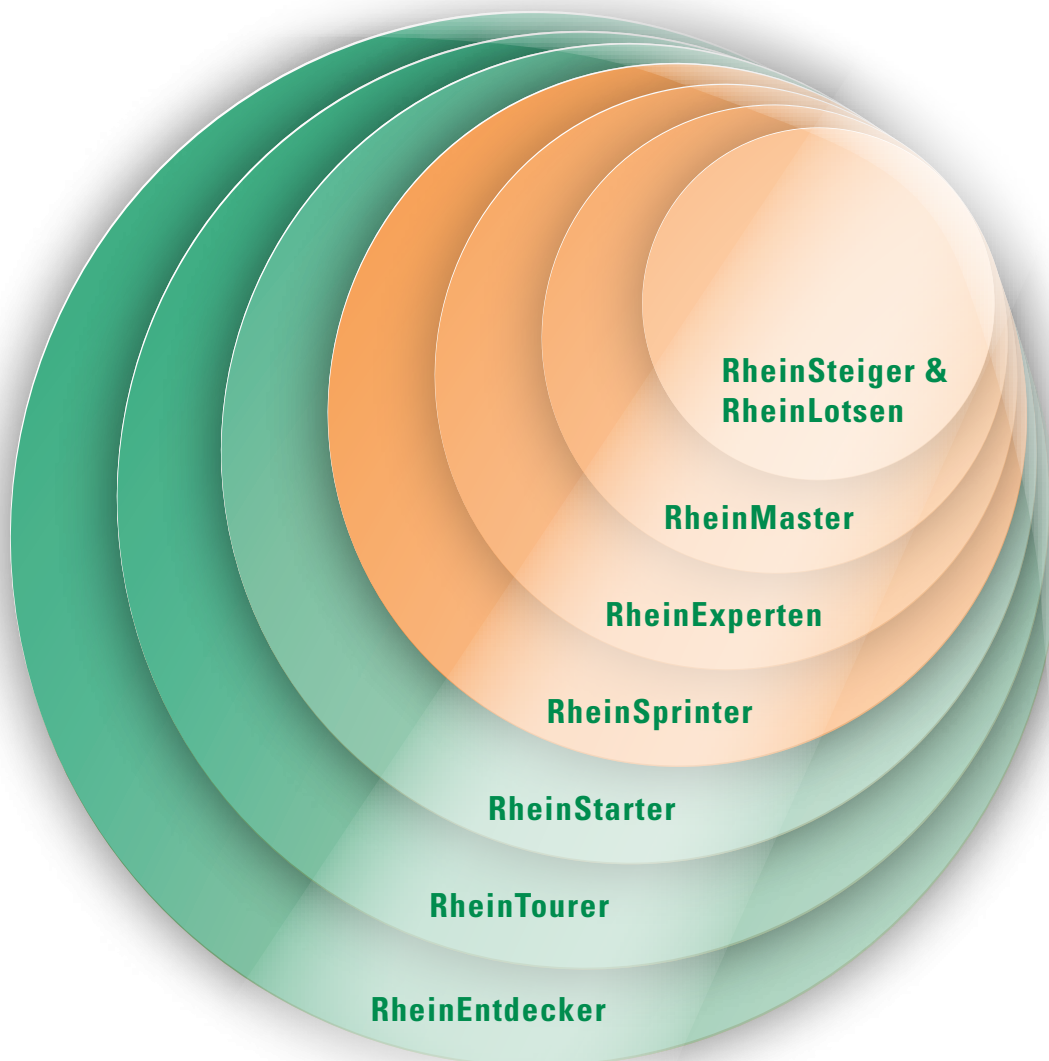 RheinSteiger &
RheinLotsen
RheinMaster
RheinExperten
RheinSprinter
RheinStarter
RheinTourer
RheinEntdecker